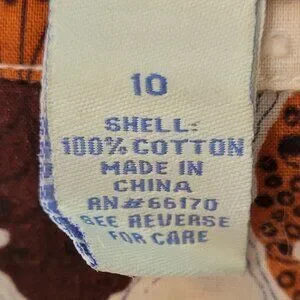 10
SHELL:
100% COTTON
MADE IN
CHINA
RN#66170
SEE REVERSE
FOR CARE